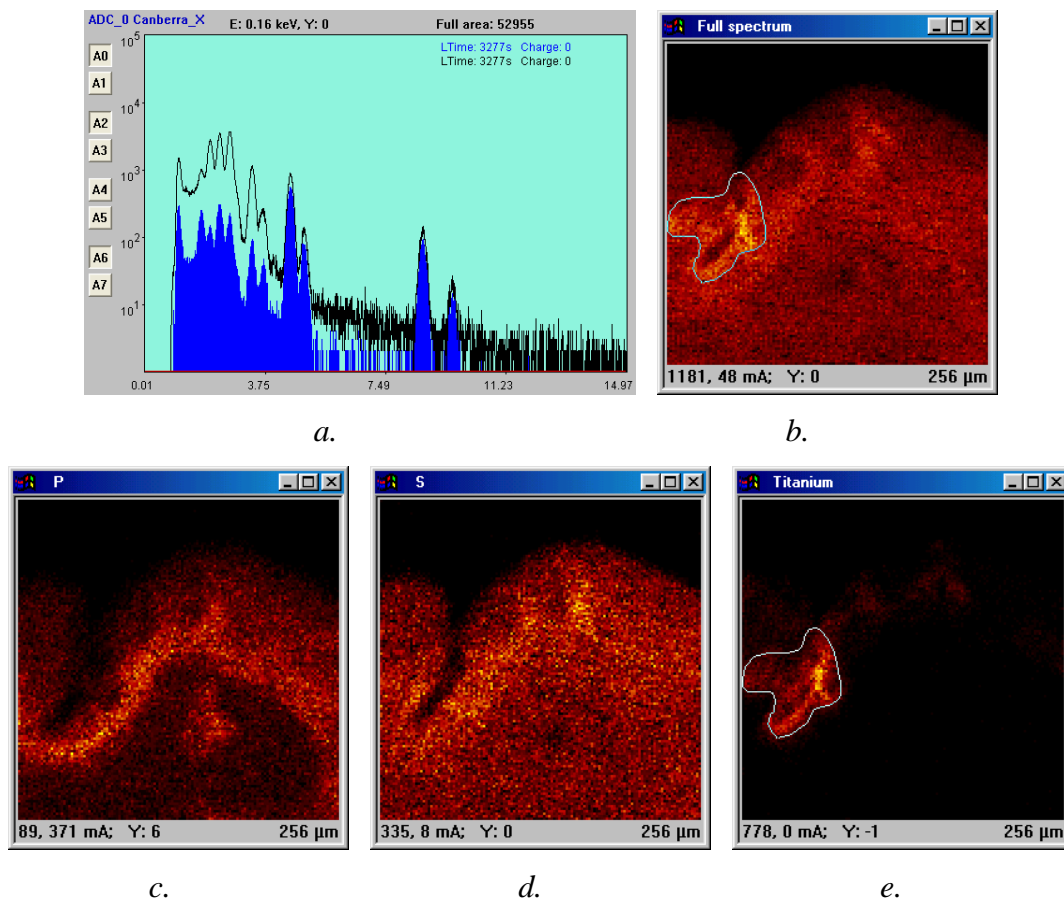 ADC_0 Canberra_X E: 0.16 keV, Y: 0 Full area: 52955
LTime: 3277s Charge: 0
LTime: 3277s Charge: 0
A0
A1
A2
A3
A4
A5
A6
A7
10^5
10^4
10^3
10^2
10^1
0.01 3.75 7.49 11.23 14.97
a.
Full spectrum
1181, 48 mA; Y: 0 256 µm
b.
P
89, 371 mA; Y: 6 256 µm
c.
S
335, 8 mA; Y: 0 256 µm
d.
Titanium
778, 0 mA; Y: -1 256 µm
e.